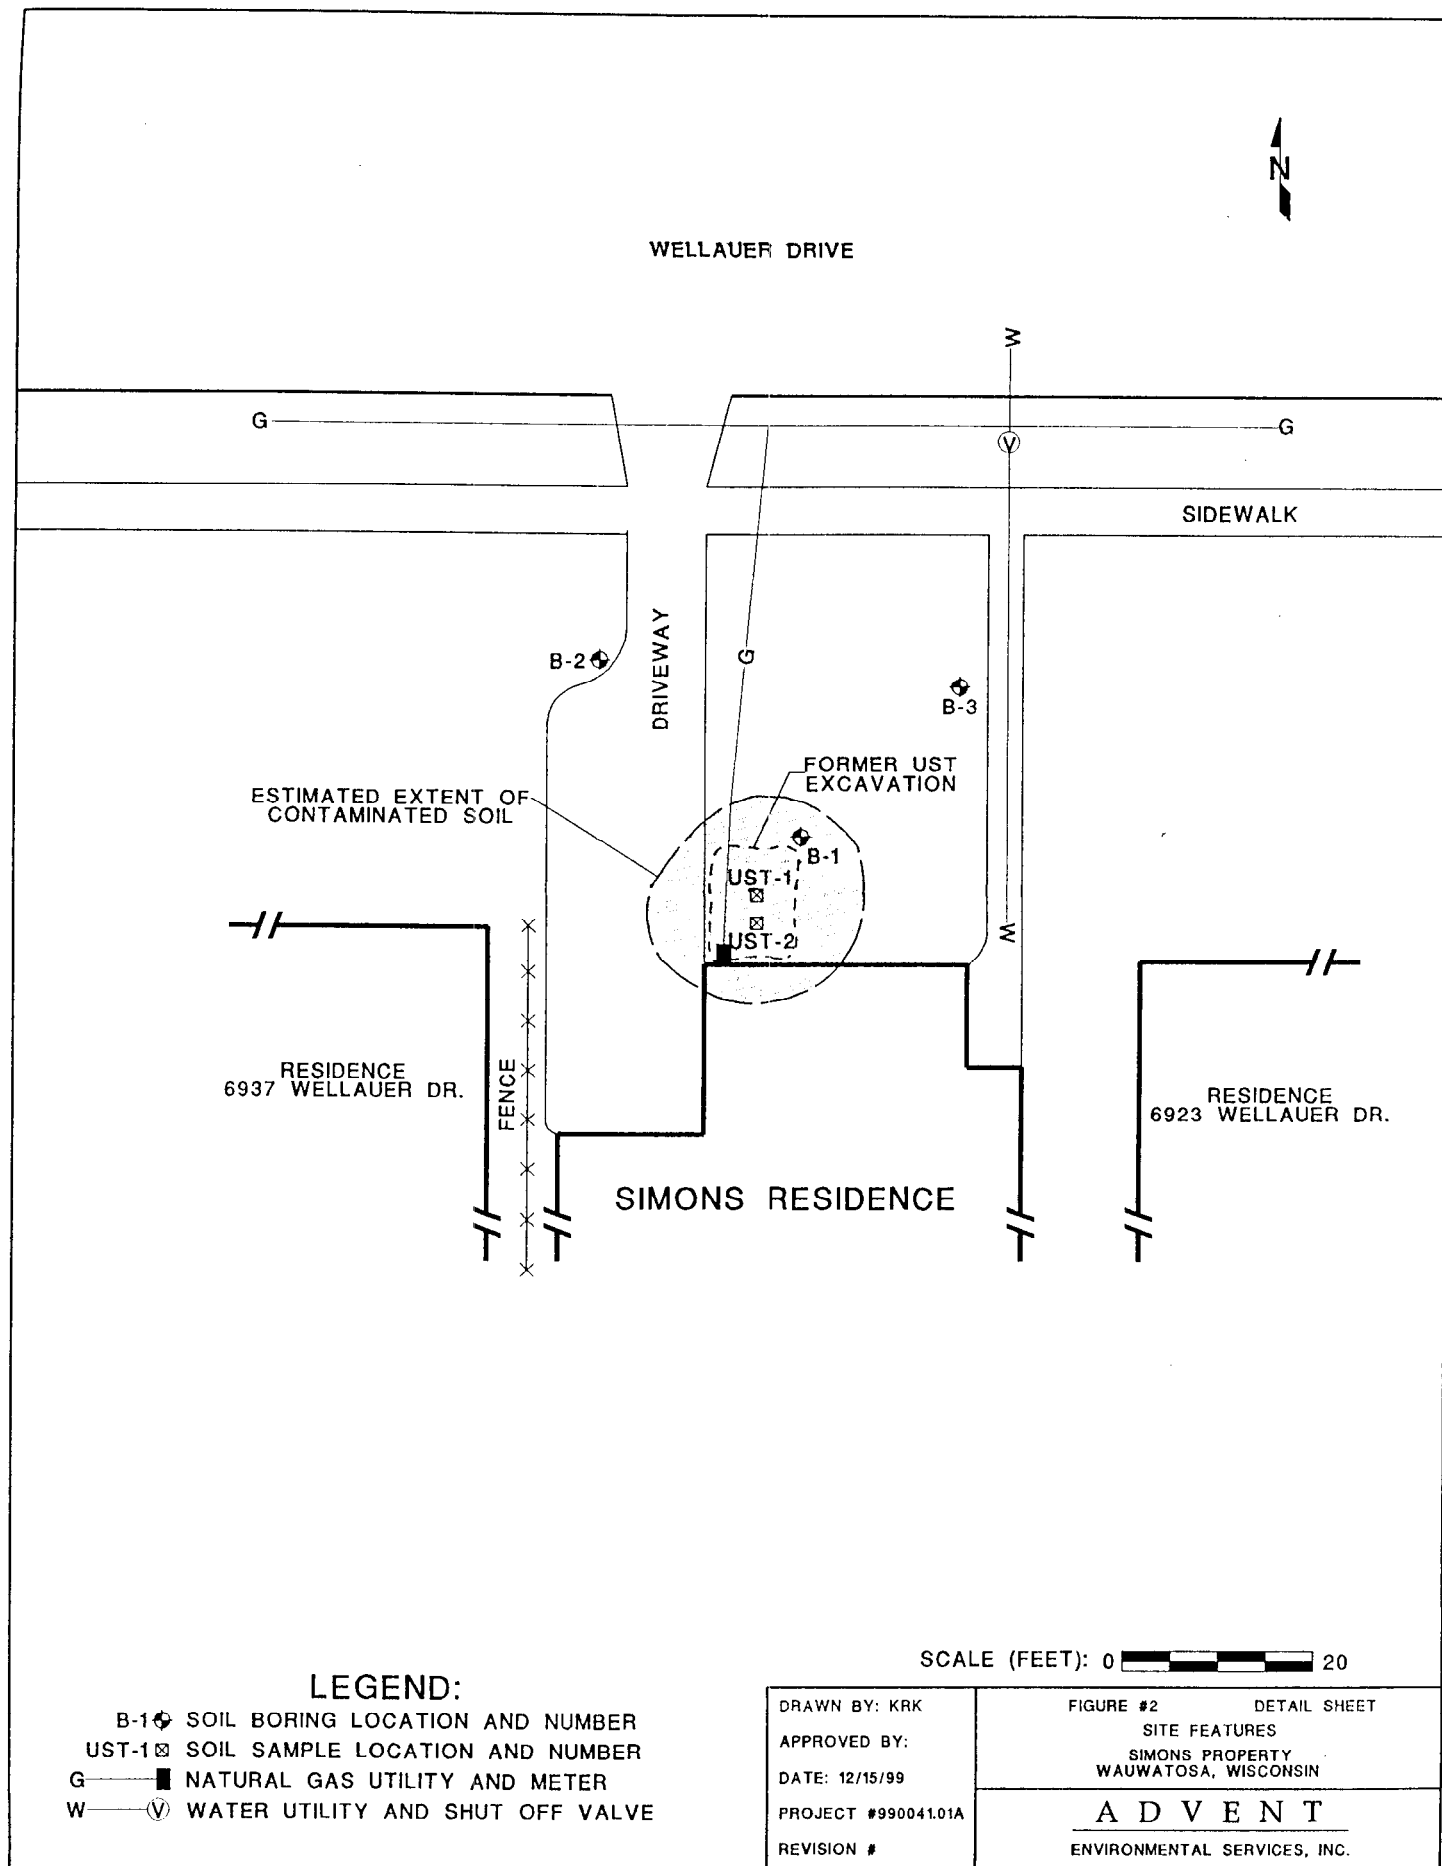 N
WELLAUER DRIVE
W
G
G
V
SIDEWALK
B-2
DRIVEWAY
G
B-3
FORMER UST
EXCAVATION
ESTIMATED EXTENT OF
CONTAMINATED SOIL
B-1
UST-1
UST-2
W
RESIDENCE
6937 WELLAUER DR.
FENCE
RESIDENCE
6923 WELLAUER DR.
SIMONS RESIDENCE
SCALE (FEET): 0 20
LEGEND:
B-1 SOIL BORING LOCATION AND NUMBER
UST-1 SOIL SAMPLE LOCATION AND NUMBER
G NATURAL GAS UTILITY AND METER
W V WATER UTILITY AND SHUT OFF VALVE
DRAWN BY: KRK
APPROVED BY:
DATE: 12/15/99
PROJECT #990041.01A
REVISION #
FIGURE #2 DETAIL SHEET
SITE FEATURES
SIMONS PROPERTY
WAUWATOSA, WISCONSIN
ADVENT
ENVIRONMENTAL SERVICES, INC.